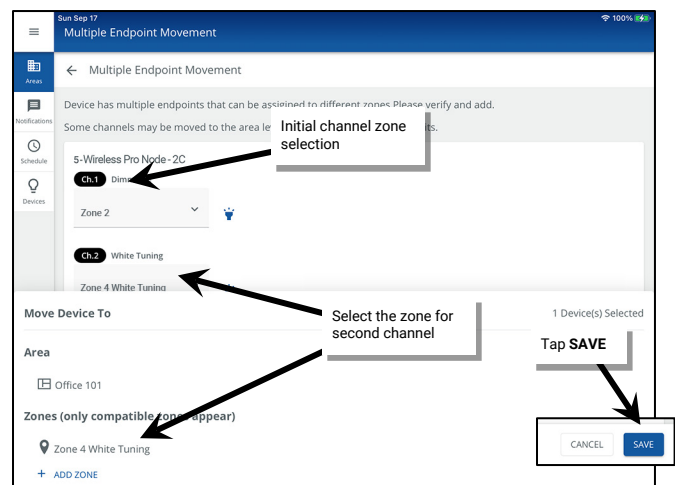 Sun Sep 17
100%
Multiple Endpoint Movement
Areas
Multiple Endpoint Movement
Notifications
Schedule
Devices
Device has multiple endpoints that can be assigined to different zones.Please verify and add.
Some channels may be moved to the area
Initial channel zone
selection
5-Wireless Pro Node - 2C
Ch.1
Zone 2
Ch.2 White Tuning
Zone 4 White Tuning
Move Device To
1 Device(s) Selected
Select the zone for
second channel
Tap SAVE
Area
Office 101
Zones (only compatible zones appear)
Zone 4 White Tuning
+ ADD ZONE
CANCEL
SAVE